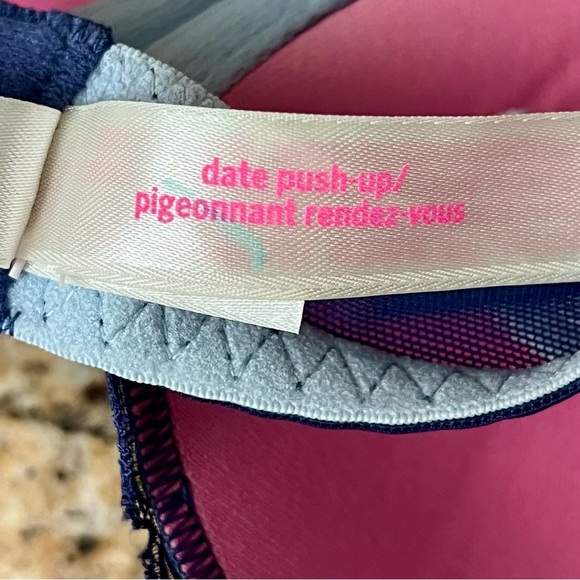 date push-up/
pigeonnant rendez-vous